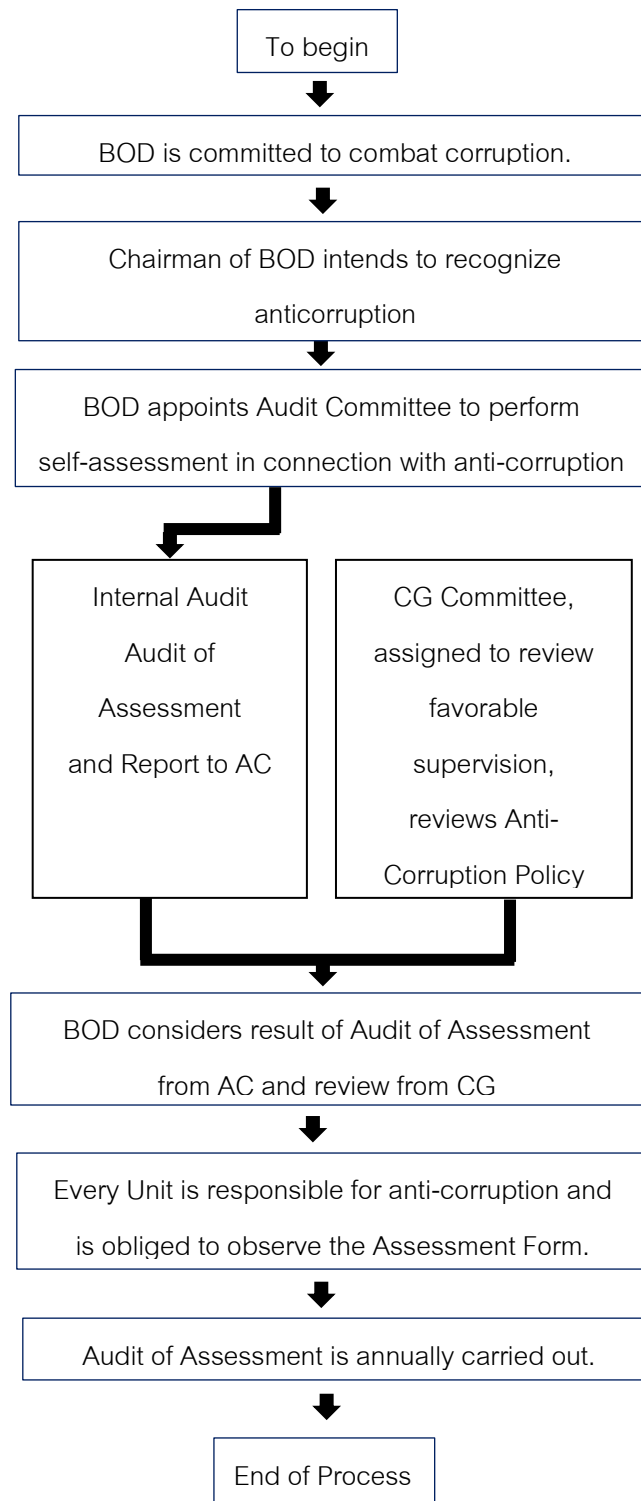 To begin
BOD is committed to combat corruption.
Chairman of BOD intends to recognize
anticorruption
BOD appoints Audit Committee to perform
self-assessment in connection with anti-corruption
Internal Audit
Audit of
Assessment
and Report to AC
CG Committee,
assigned to review
favorable
supervision,
reviews Anti-
Corruption Policy
BOD considers result of Audit of Assessment
from AC and review from CG
Every Unit is responsible for anti-corruption and
is obliged to observe the Assessment Form.
Audit of Assessment is annually carried out.
End of Process